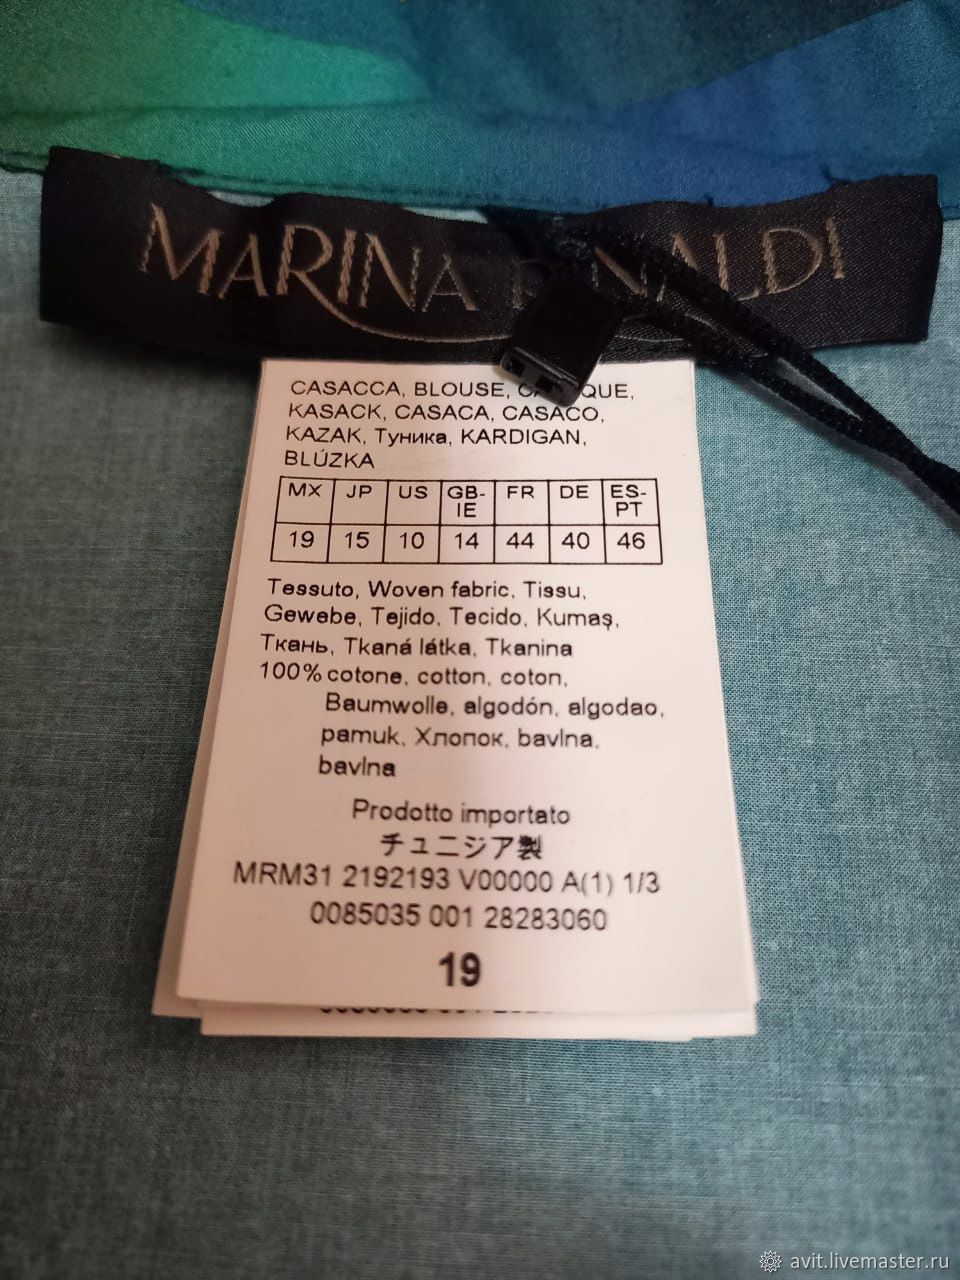 MARINA
CASACCA, BLOUSE,
KASACK, CASACA, CASACO,
KAZAK, Туника, KARDIGAN,
BLÚZKA
MX JP US GB-IE FR DE ES-PT
19 15 10 14 44 40 46
Tessuto, Woven fabric, Tissu,
Gewebe, Tejido, Tecido, Kumaş,
Ткань, Tkaná látka, Tkanina
100% cotone, cotton, coton,
Baumwolle, algodón, algodao,
pamuk, Хлопок, bavlna,
bavlna
Prodotto importato
チュニジア製
MRM31 2192193 V00000 A(1) 1/3
0085035 001 28283060
19
avit.livemaster.ru